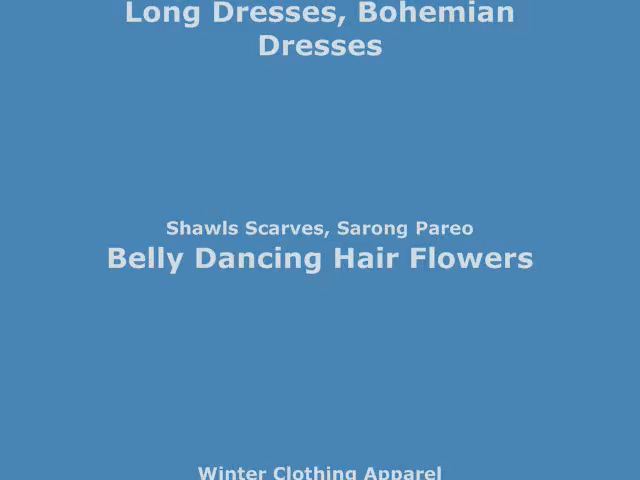 Long Dresses, Bohemian
Dresses
Shawls Scarves, Sarong Pareo
Belly Dancing Hair Flowers
Winter Clothing Apparel